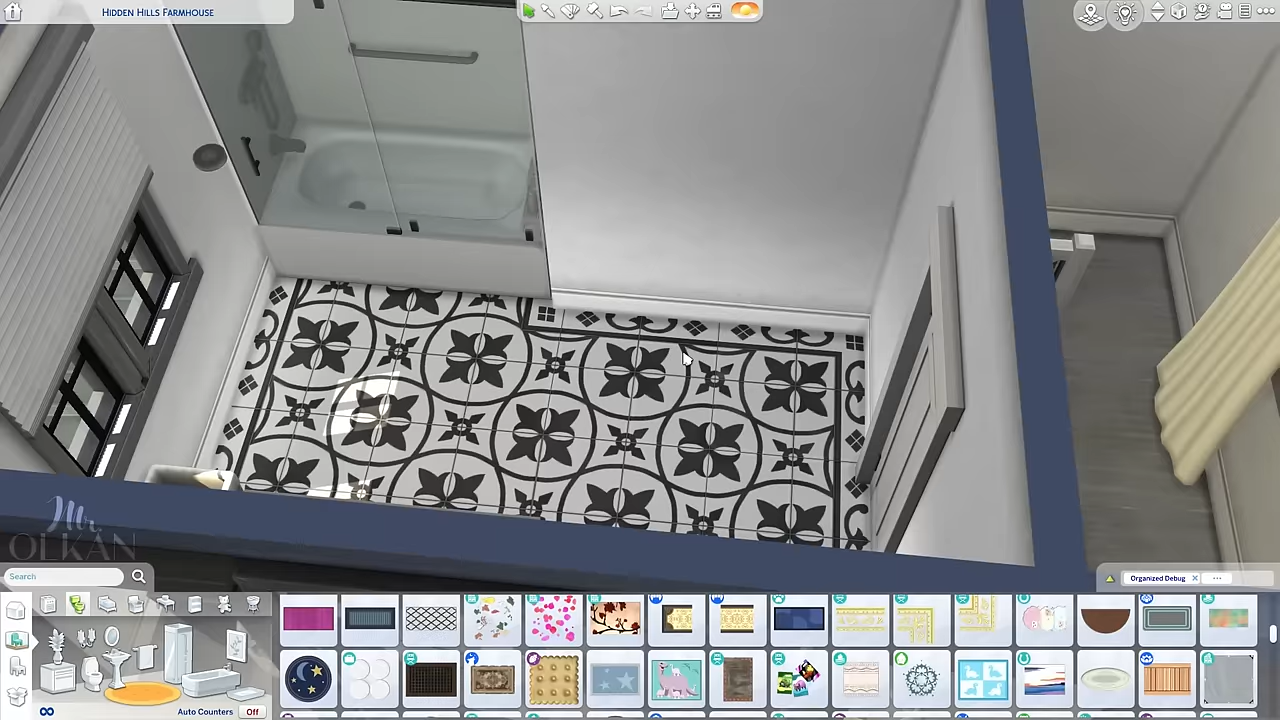 HIDDEN HILLS FARMHOUSE
Mr.
OLKAN
Search
Organized Debug
Auto Counters Off